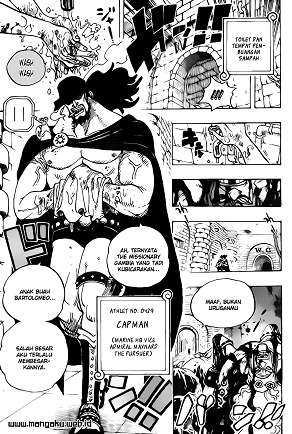 TOILET DAN
TEMPAT PEM-
BUANGAN
SAMPAH
WASH
WASH
W.C
MAAF, BUKAN
URUSANMU
AH, TERNYATA
THE MISSIONARY
GAMBIA YANG TADI
KUBICARAKAN...
ANAK BUAH
BARTOLOMEO...
SALAH BESAR
AKU TERLALU
MEMBESAR-
KANNYA.
ATHLET NO. 0429
CAPMAN
(MARINE HQ VICE
ADMIRAL MAYNARD
THE PURSUER)
www.mangaku.web.id